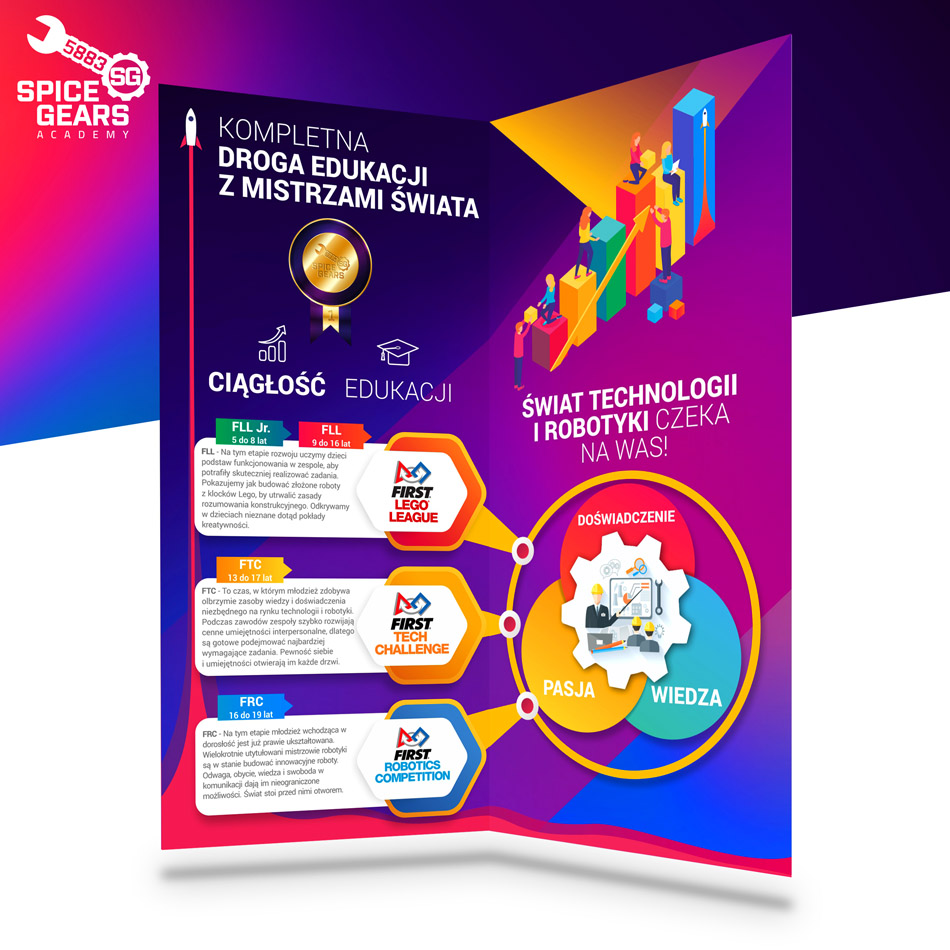 5883
SG
SPICE
GEARS
ACADEMY
KOMPLETNA
DROGA EDUKACJI
Z MISTRZAMI ŚWIATA
SG
SPICE
GEARS
1
CIĄGŁOŚĆ EDUKACJI
FLL Jr.
5 do 8 lat
FLL
9 do 16 lat
FLL - Na tym etapie rozwoju uczymy dzieci
podstaw funkcjonowania w zespole, aby
potrafiły skuteczniej realizować zadania.
Pokazujemy jak budować złożone roboty
z klocków Lego, by utrwalić zasady
rozumowania konstrukcyjnego. Odkrywamy
w dzieciach nieznane dotąd pokłady
kreatywności.
FIRST
LEGO
LEAGUE
FTC
13 do 17 lat
FTC - To czas, w którym młodzież zdobywa
olbrzymie zasoby wiedzy i doświadczenia
niezbędnego na rynku technologii i robotyki.
Podczas zawodów zespoły szybko rozwijają
cenne umiejętności interpersonalne, dlatego
są gotowe podejmować najbardziej
wymagające zadania. Pewność siebie
i umiejętności otwierają im każde drzwi.
FIRST
TECH
CHALLENGE
FRC
16 do 19 lat
FRC - Na tym etapie młodzież wchodząca w
dorosłość jest już prawie ukształtowana.
Wielokrotnie utytułowani mistrzowie robotyki
są w stanie budować innowacyjne roboty.
Odwaga, obycie, wiedza i swoboda w
komunikacji dają im nieograniczone
możliwości. Świat stoi przed nimi otworem.
FIRST
ROBOTICS
COMPETITION
ŚWIAT TECHNOLOGII
I ROBOTYKI CZEKA
NA WAS!
DOŚWIADCZENIE
PASJA
WIEDZA